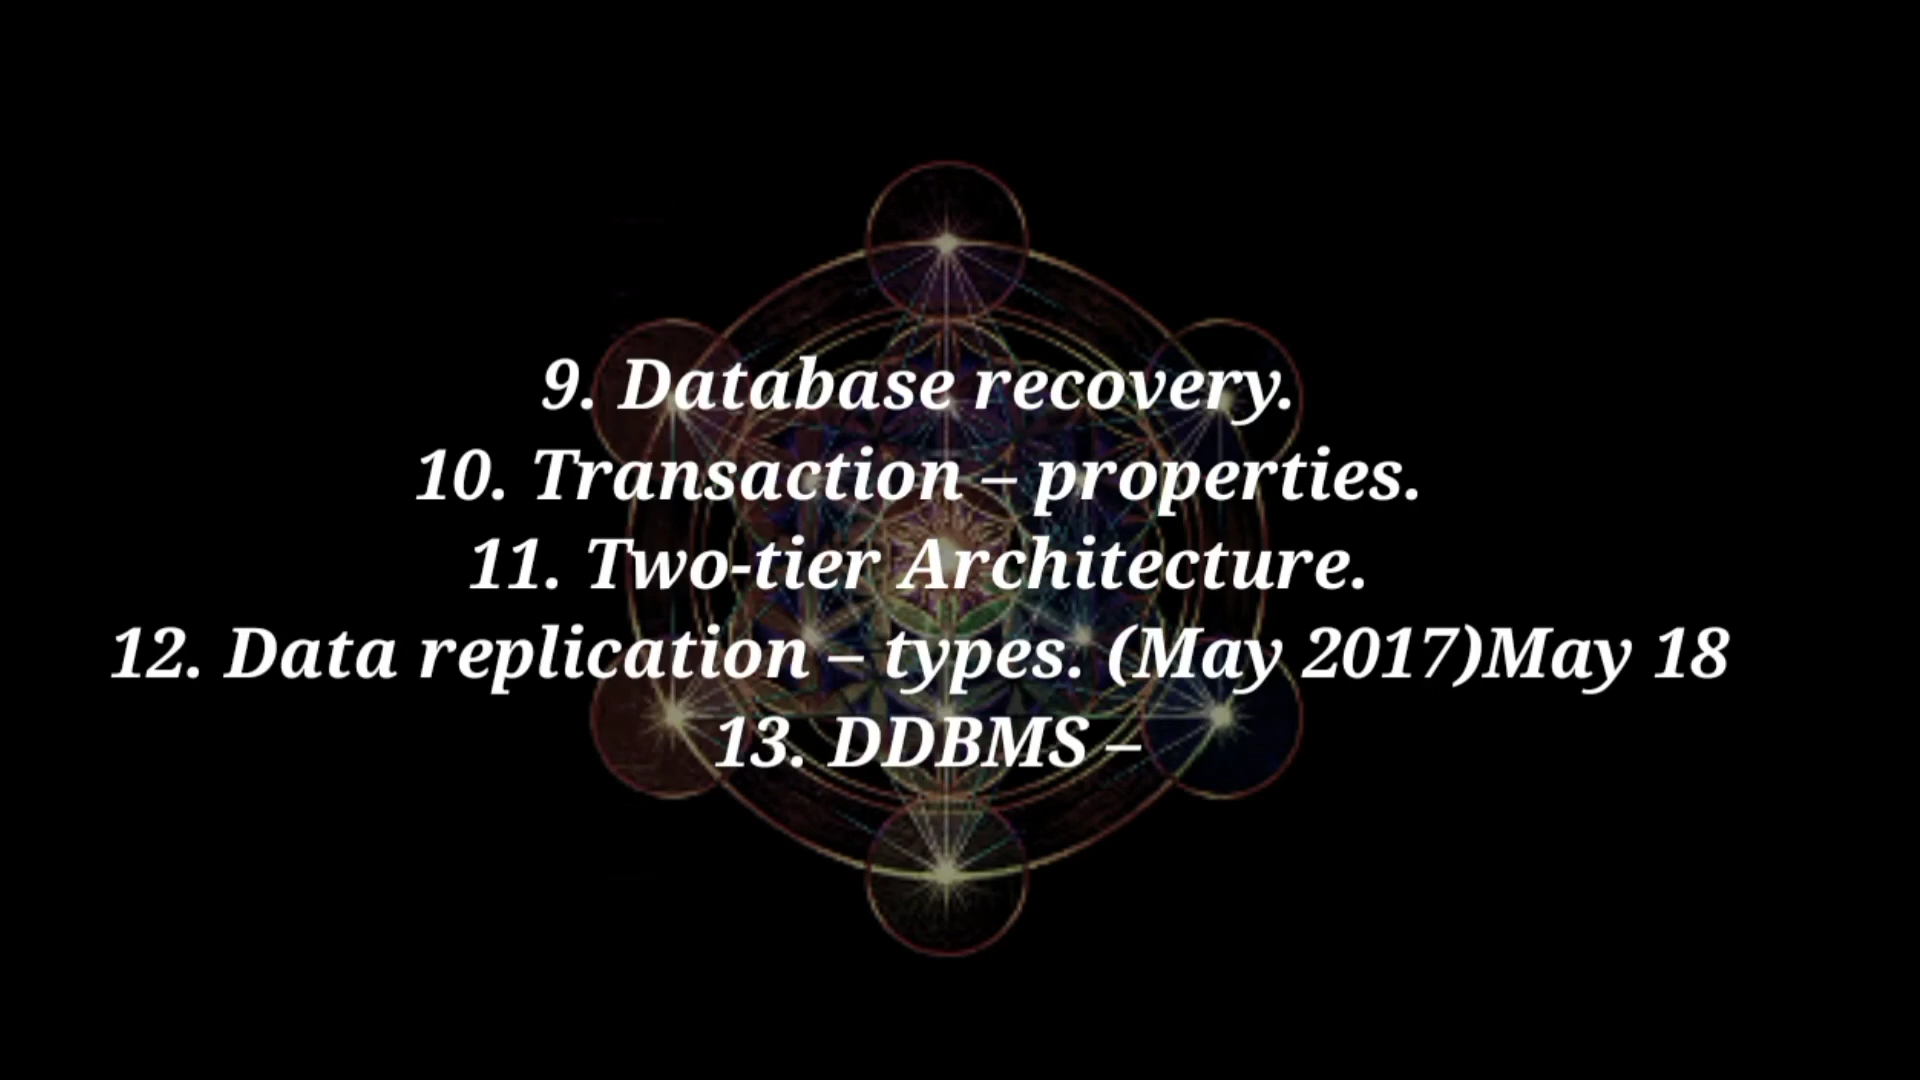 9. Database recovery.
10. Transaction – properties.
11. Two-tier Architecture.
12. Data replication – types. (May 2017)May 18
13. DDBMS –